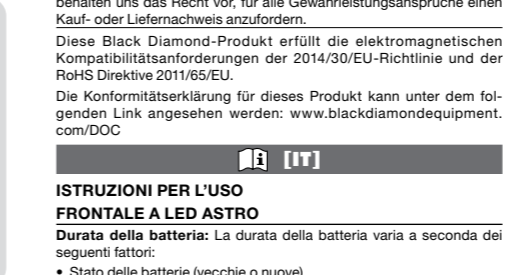 behalten uns das Recht vor, für alle Gewährleistungsansprüche einen
Kauf- oder Liefernachweis anzufordern.
Diese Black Diamond-Produkt erfüllt die elektromagnetischen
Kompatibilitätsanforderungen der 2014/30/EU-Richtlinie und der
RoHS Direktive 2011/65/EU.
Die Konformitätserklärung für dieses Produkt kann unter dem fol-
genden Link angesehen werden: www.blackdiamondequipment.
com/DOC
[IT]
ISTRUZIONI PER L'USO
FRONTALE A LED ASTRO
Durata della batteria: La durata della batteria varia a seconda dei
seguenti fattori:
• Stato delle batterie (vecchie o nuove)